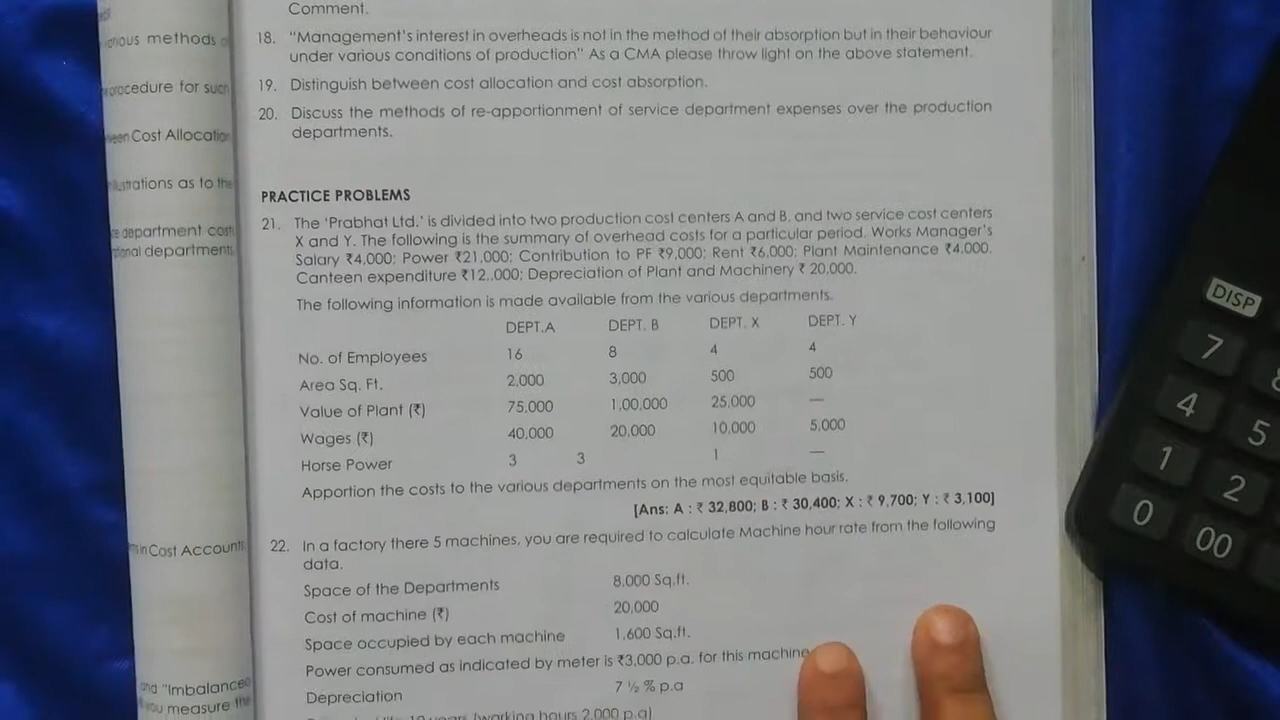 Comment.
18. "Management's interest in overheads is not in the method of their absorption but in their behaviour
under various conditions of production" As a CMA please throw light on the above statement.
19. Distinguish between cost allocation and cost absorption.
20. Discuss the methods of re-apportionment of service department expenses over the production
departments.
PRACTICE PROBLEMS
21. The 'Prabhat Ltd.' is divided into two production cost centers A and B, and two service cost centers
X and Y. The following is the summary of overhead costs for a particular period. Works Manager's
Salary ₹4,000; Power ₹21,000; Contribution to PF ₹9,000; Rent ₹6,000; Plant Maintenance ₹4,000.
Canteen expenditure ₹12,,000; Depreciation of Plant and Machinery ₹ 20,000.
The following information is made available from the various departments.
DEPT.A DEPT. B DEPT. X DEPT. Y
No. of Employees 16 8 4 4
Area Sq. Ft. 2,000 3,000 500 500
Value of Plant (₹) 75,000 1,00,000 25,000 —
Wages (₹) 40,000 20,000 10,000 5,000
Horse Power 3 3 1 —
Apportion the costs to the various departments on the most equitable basis.
[Ans: A : ₹ 32,800; B : ₹ 30,400; X : ₹ 9,700; Y : ₹ 3,100]
22. In a factory there 5 machines, you are required to calculate Machine hour rate from the following
data.
Space of the Departments 8,000 Sq.ft.
Cost of machine (₹) 20,000
Space occupied by each machine 1,600 Sq.ft.
Power consumed as indicated by meter is ₹3,000 p.a. for this machine
Depreciation 7 ½ % p.a
(working hours 2,000 p.a)
methods
procedure for such
Cost Allocation
as to the
department cost
departments
in Cost Accounts
and "Imbalance
you measure the
DISP
7
4
5
1
2
0
00